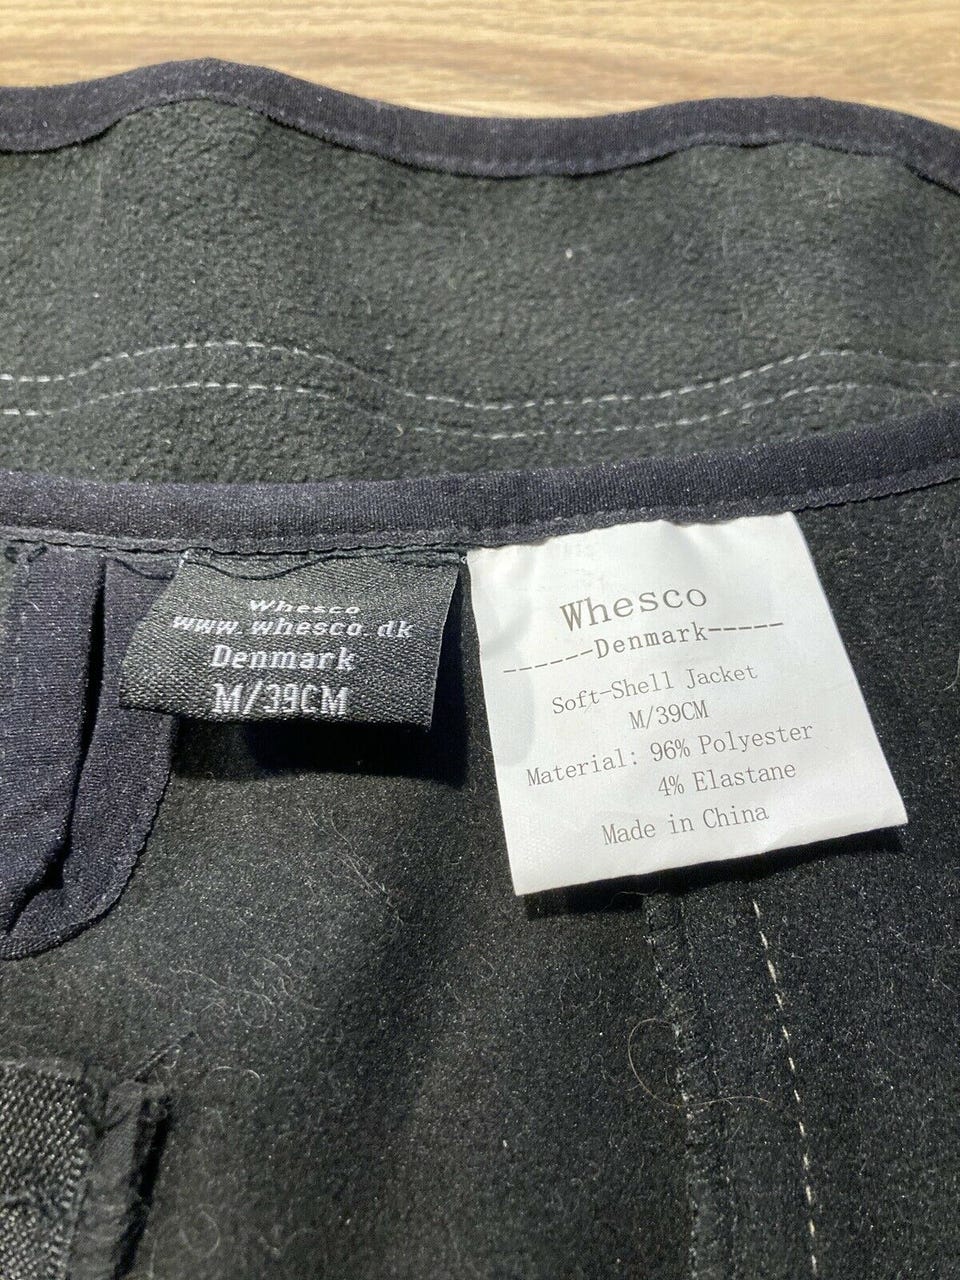 Whesco
www.whesco dk
Denmark
M/39CM
Whesco
------Denmark-----
Soft-Shell Jacket
M/39CM
Material: 96% Polyester
4% Elastane
Made in China